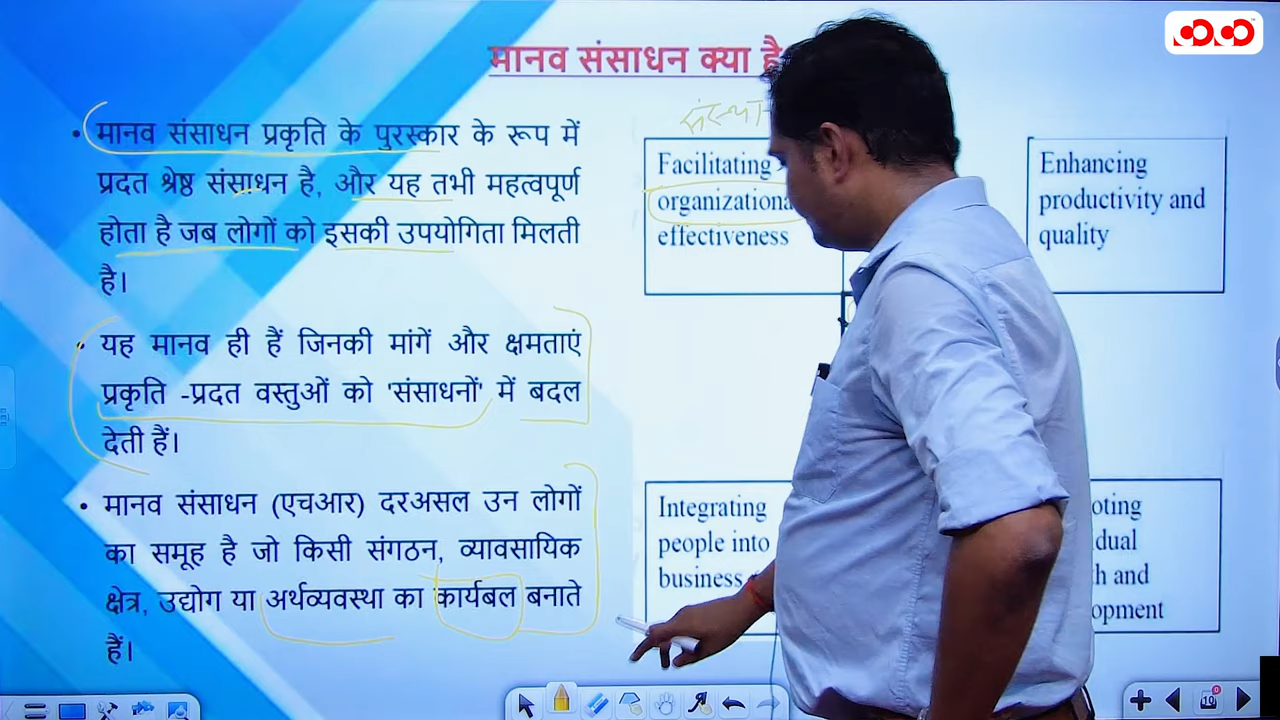 मानव संसाधन क्या है
• मानव संसाधन प्रकृति के पुरस्कार के रूप में
प्रदत श्रेष्ठ संसाधन है, और यह तभी महत्वपूर्ण
होता है जब लोगों को इसकी उपयोगिता मिलती
है।
• यह मानव ही हैं जिनकी मांगें और क्षमताएं
प्रकृति -प्रदत वस्तुओं को 'संसाधनों' में बदल
देती हैं।
• मानव संसाधन (एचआर) दरअसल उन लोगों
का समूह है जो किसी संगठन, व्यावसायिक
क्षेत्र, उद्योग या अर्थव्यवस्था का कार्यबल बनाते
हैं।
संस्था
Facilitating
organizationa
effectiveness
Enhancing
productivity and
quality
Integrating
people into
business
oting
dual
h and
opment
10
0